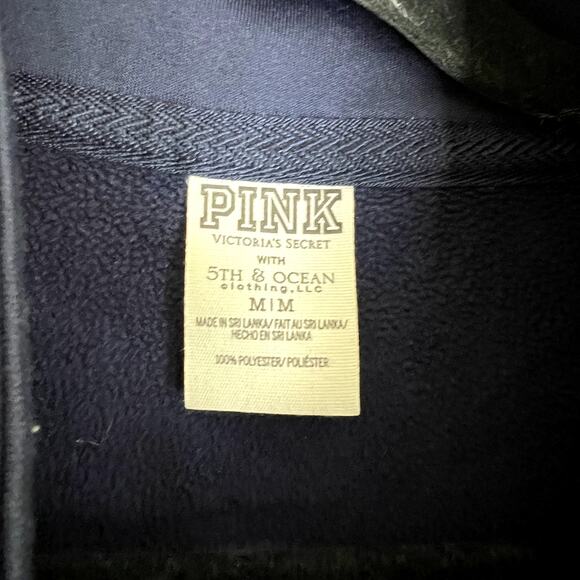 PINK
VICTORIA'S SECRET
WITH
5TH & OCEAN
clothing, LLC
M|M
MADE IN SRI LANKA/ FAIT AU SRI LANKA/
HECHO EN SRI LANKA
100% POLYESTER/ POLIÉSTER